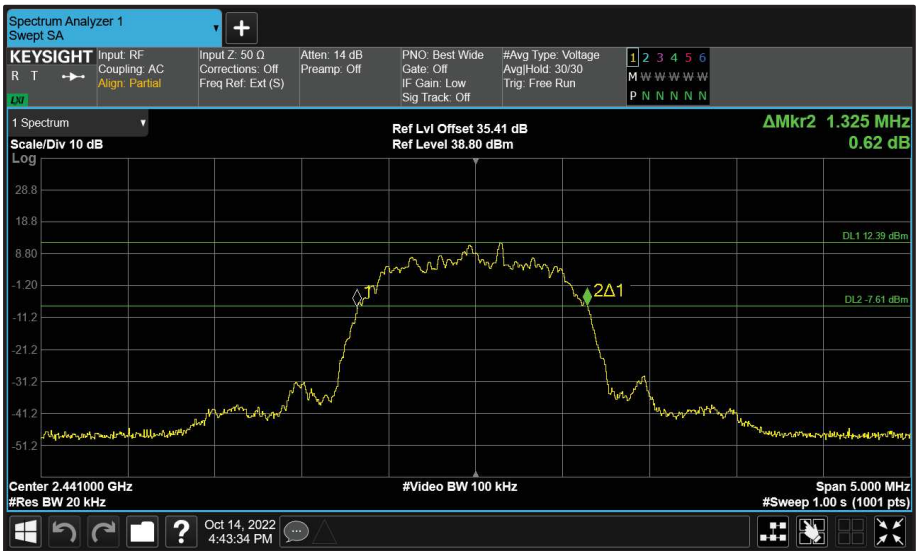 Spectrum Analyzer 1
Swept SA
+
KEYSIGHT Input: RF Input Z: 50 Ω Atten: 14 dB PNO: Best Wide #Avg Type: Voltage 1 2 3 4 5 6
R T Coupling: AC Corrections: Off Preamp: Off Gate: Off Avg|Hold: 30/30 M W W W W W
Align: Partial Freq Ref: Ext (S) IF Gain: Low Trig: Free Run
LXI Sig Track: Off P N N N N N
1 Spectrum Ref Lvl Offset 35.41 dB ΔMkr2 1.325 MHz
Scale/Div 10 dB Ref Level 38.80 dBm 0.62 dB
Log
28.8
18.8
DL1 12.39 dBm
8.80
-1.20
1 2Δ1
DL2 -7.61 dBm
-11.2
-21.2
-31.2
-41.2
-51.2
Center 2.441000 GHz #Video BW 100 kHz Span 5.000 MHz
#Res BW 20 kHz #Sweep 1.00 s (1001 pts)
? Oct 14, 2022
4:43:34 PM